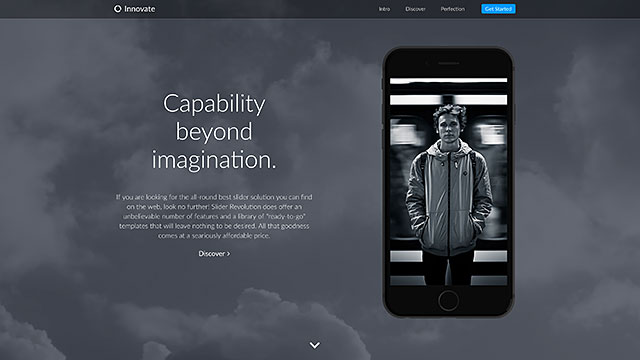 Innovate
Intro Discover Perfection Get Started
Capability
beyond
imagination.
If you are looking for the all-round best slider solution you can find
on the web, look no further! Slider Revolution does offer an
unbelievable number of features and a library of "ready-to-go"
templates that will leave nothing to be desired. All that goodness
comes at a seariously affordable price.
Discover >